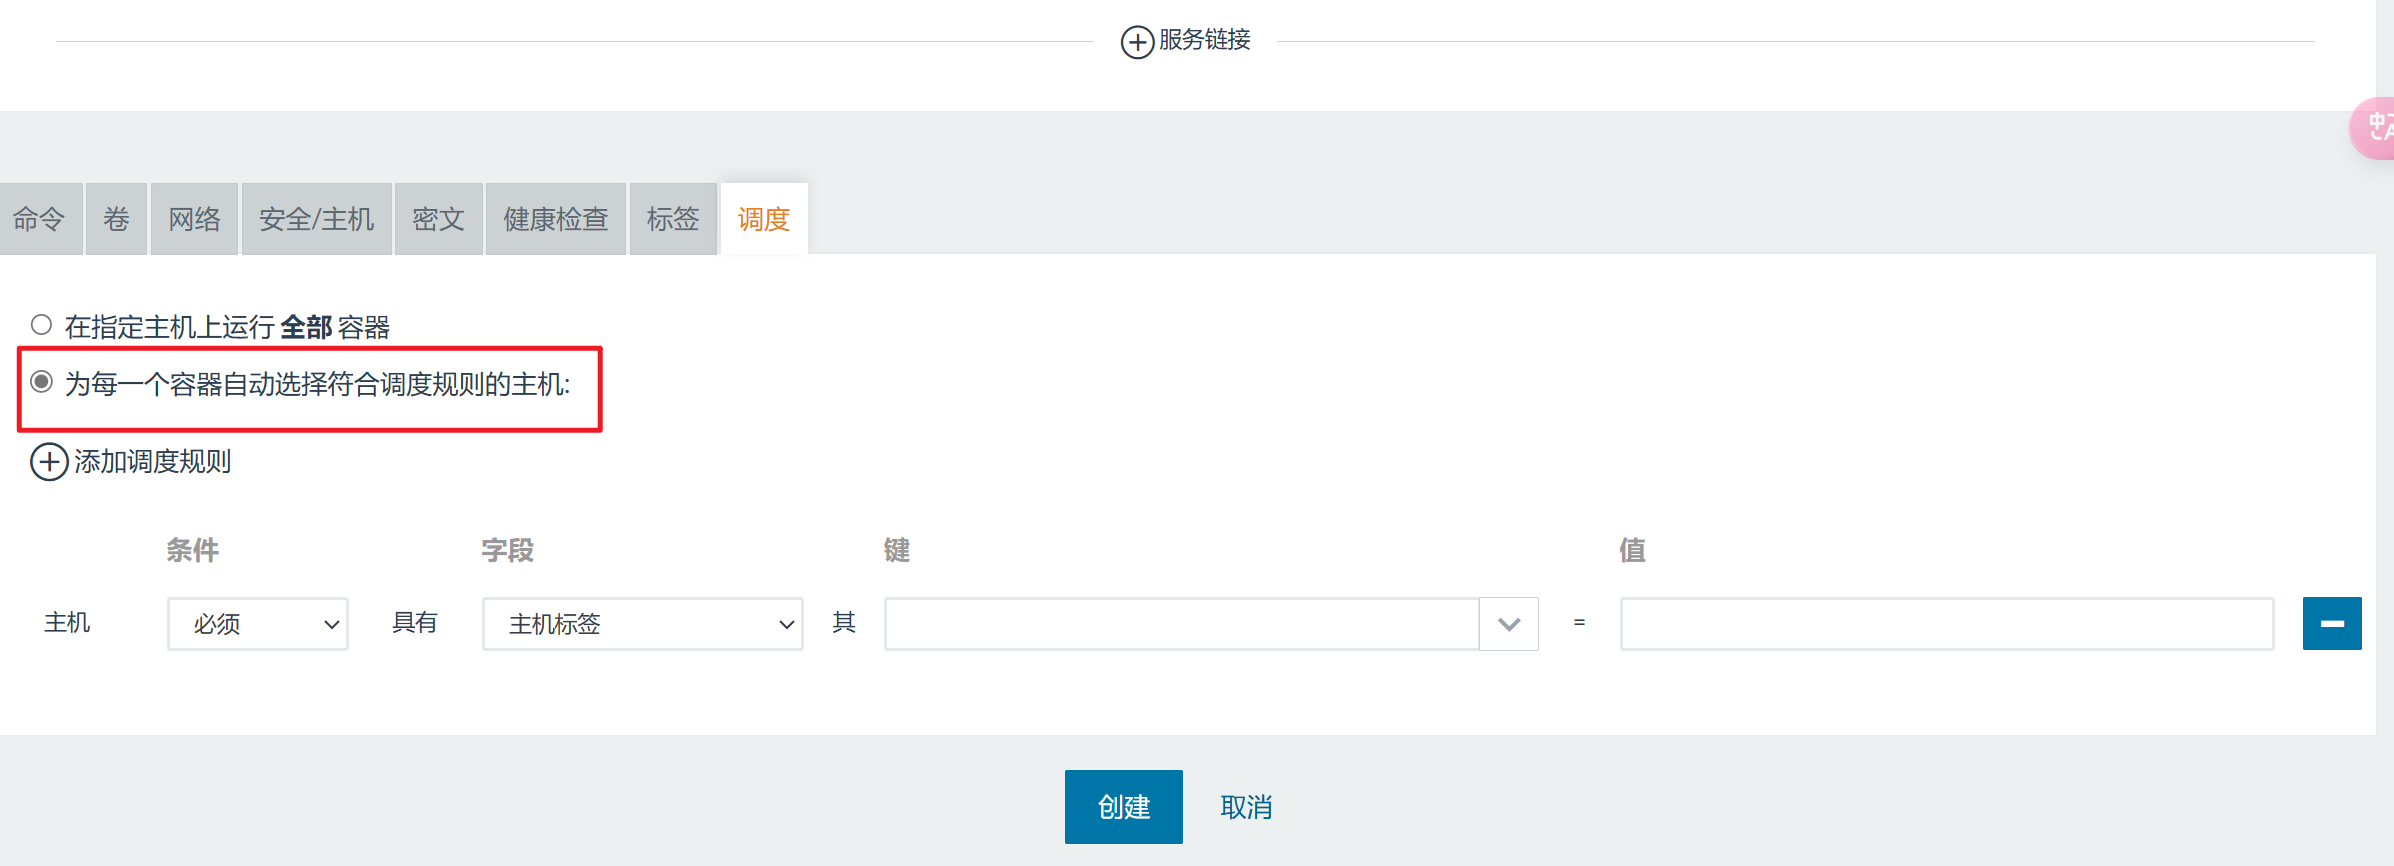 服务链接
命令 卷 网络 安全/主机 密文 健康检查 标签 调度
在指定主机上运行 全部 容器
为每一个容器自动选择符合调度规则的主机:
添加调度规则
条件 字段 键 值
主机 必须 具有 主机标签 其 =
创建 取消